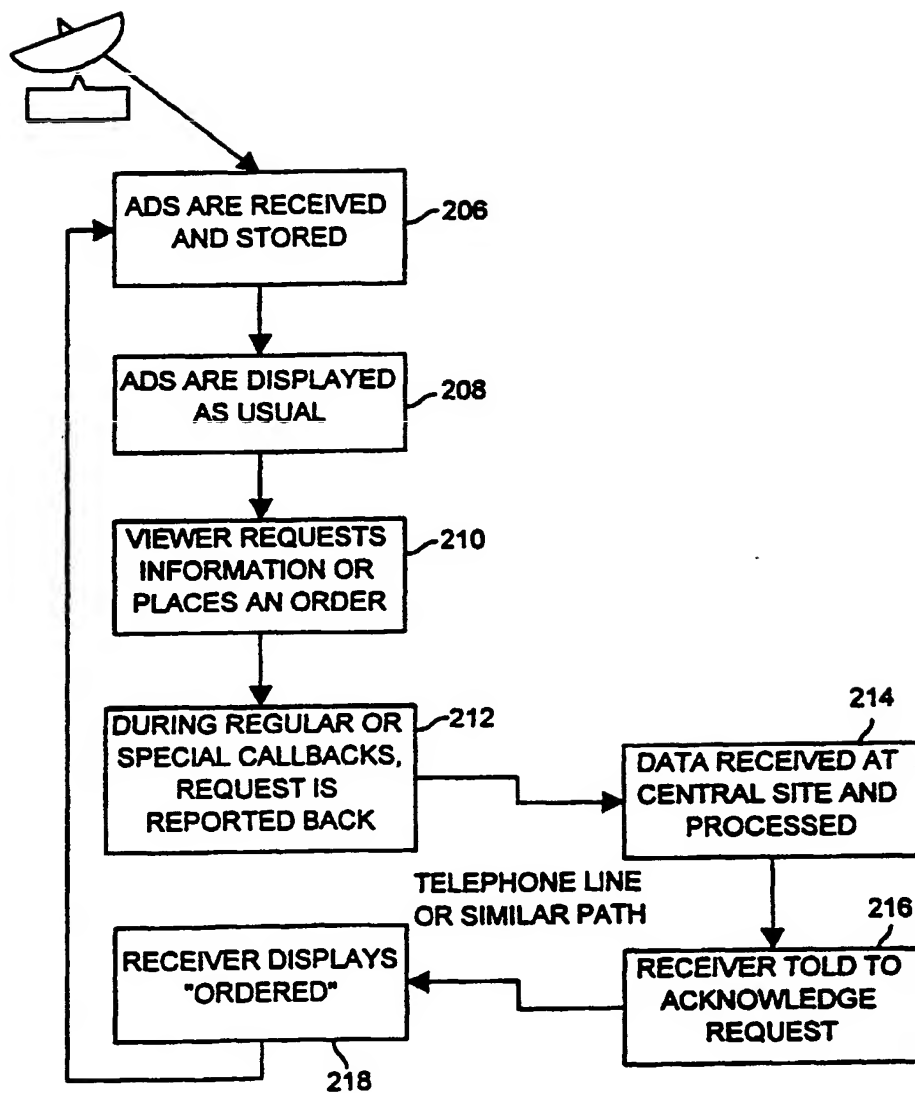 ADS ARE RECEIVED
AND STORED
206
ADS ARE DISPLAYED
AS USUAL
208
VIEWER REQUESTS
INFORMATION OR
PLACES AN ORDER
210
DURING REGULAR OR
SPECIAL CALLBACKS,
REQUEST IS
REPORTED BACK
212
214
DATA RECEIVED AT
CENTRAL SITE AND
PROCESSED
TELEPHONE LINE
OR SIMILAR PATH
216
RECEIVER TOLD TO
ACKNOWLEDGE
REQUEST
RECEIVER DISPLAYS
"ORDERED"
218